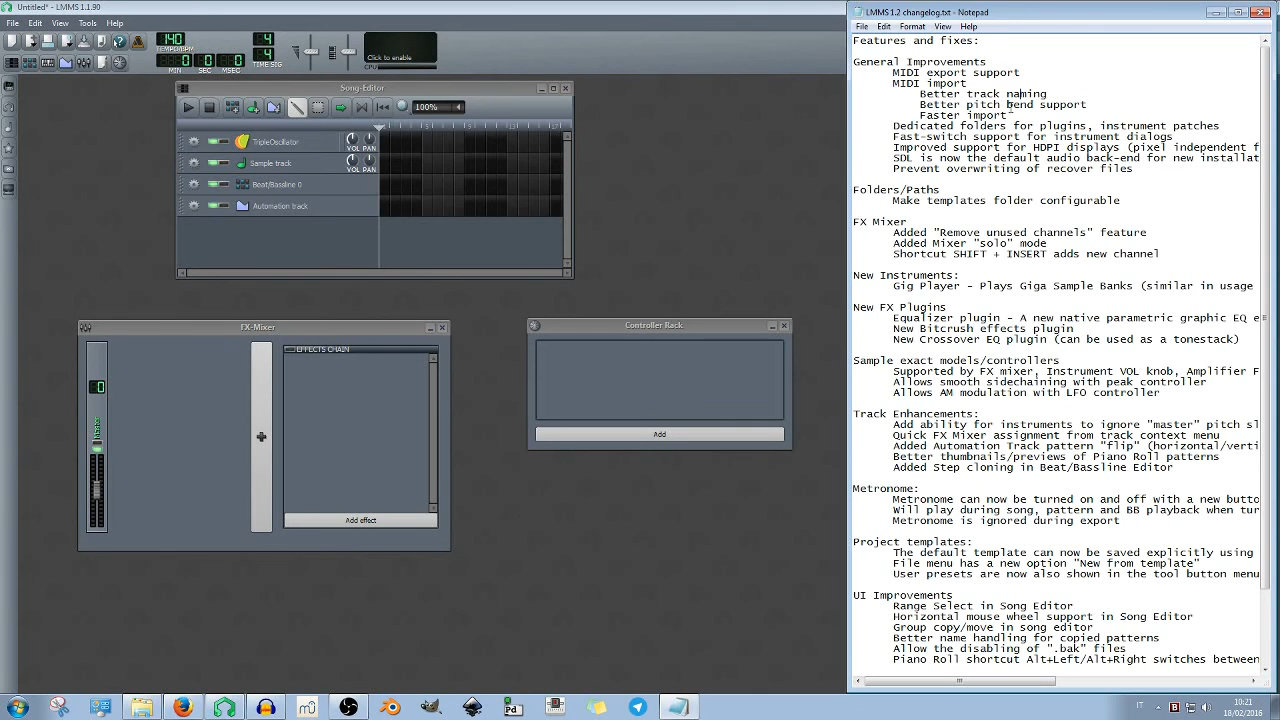 Untitled* - LMMS 1.1.90
File Edit View Tools Help
140
TEMPO/BPM
0 0 0
MIN SEC MSEC
4
4
TIME SIG
Click to enable
CPU
Song-Editor
100%
TripleOscillator
VOL PAN
Sample track
VOL PAN
Beat/Bassline 0
Automation track
FX-Mixer
0
Master
EFFECTS CHAIN
Add effect
Controller Rack
Add
LMMS 1.2 changelog.txt - Notepad
File Edit Format View Help
Features and fixes:
General Improvements
MIDI export support
MIDI import
Better track naming
Better pitch bend support
Faster import
Dedicated folders for plugins, instrument patches
Fast-switch support for instrument dialogs
Improved support for HDPI displays (pixel independent f
SDL is now the default audio back-end for new installat
Prevent overwriting of recover files
Folders/Paths
Make templates folder configurable
FX Mixer
Added "Remove unused channels" feature
Added Mixer "solo" mode
Shortcut SHIFT + INSERT adds new channel
New Instruments:
Gig Player - Plays Giga Sample Banks (similar in usage
New FX Plugins
Equalizer plugin - A new native parametric graphic EQ e
New Bitcrush effects plugin
New Crossover EQ plugin (can be used as a tonestack)
Sample exact models/controllers
Supported by FX mixer, Instrument VOL knob, Amplifier F
Allows smooth sidechaining with peak controller
Allows AM modulation with LFO controller
Track Enhancements:
Add ability for instruments to ignore "master" pitch sl
Quick FX Mixer assignment from track context menu
Added Automation Track pattern "flip" (horizontal/verti
Better thumbnails/previews of Piano Roll patterns
Added Step cloning in Beat/Bassline Editor
Metronome:
Metronome can now be turned on and off with a new butto
Will play during song, pattern and BB playback when tur
Metronome is ignored during export
Project templates:
The default template can now be saved explicitly using
File menu has a new option "New from template"
User presets are now also shown in the tool button menu
UI Improvements
Range Select in Song Editor
Horizontal mouse wheel support in Song Editor
Group copy/move in song editor
Better name handling for copied patterns
Allow the disabling of ".bak" files
Piano Roll shortcut Alt+Left/Alt+Right switches between
Pd
IT
10:21
18/02/2016